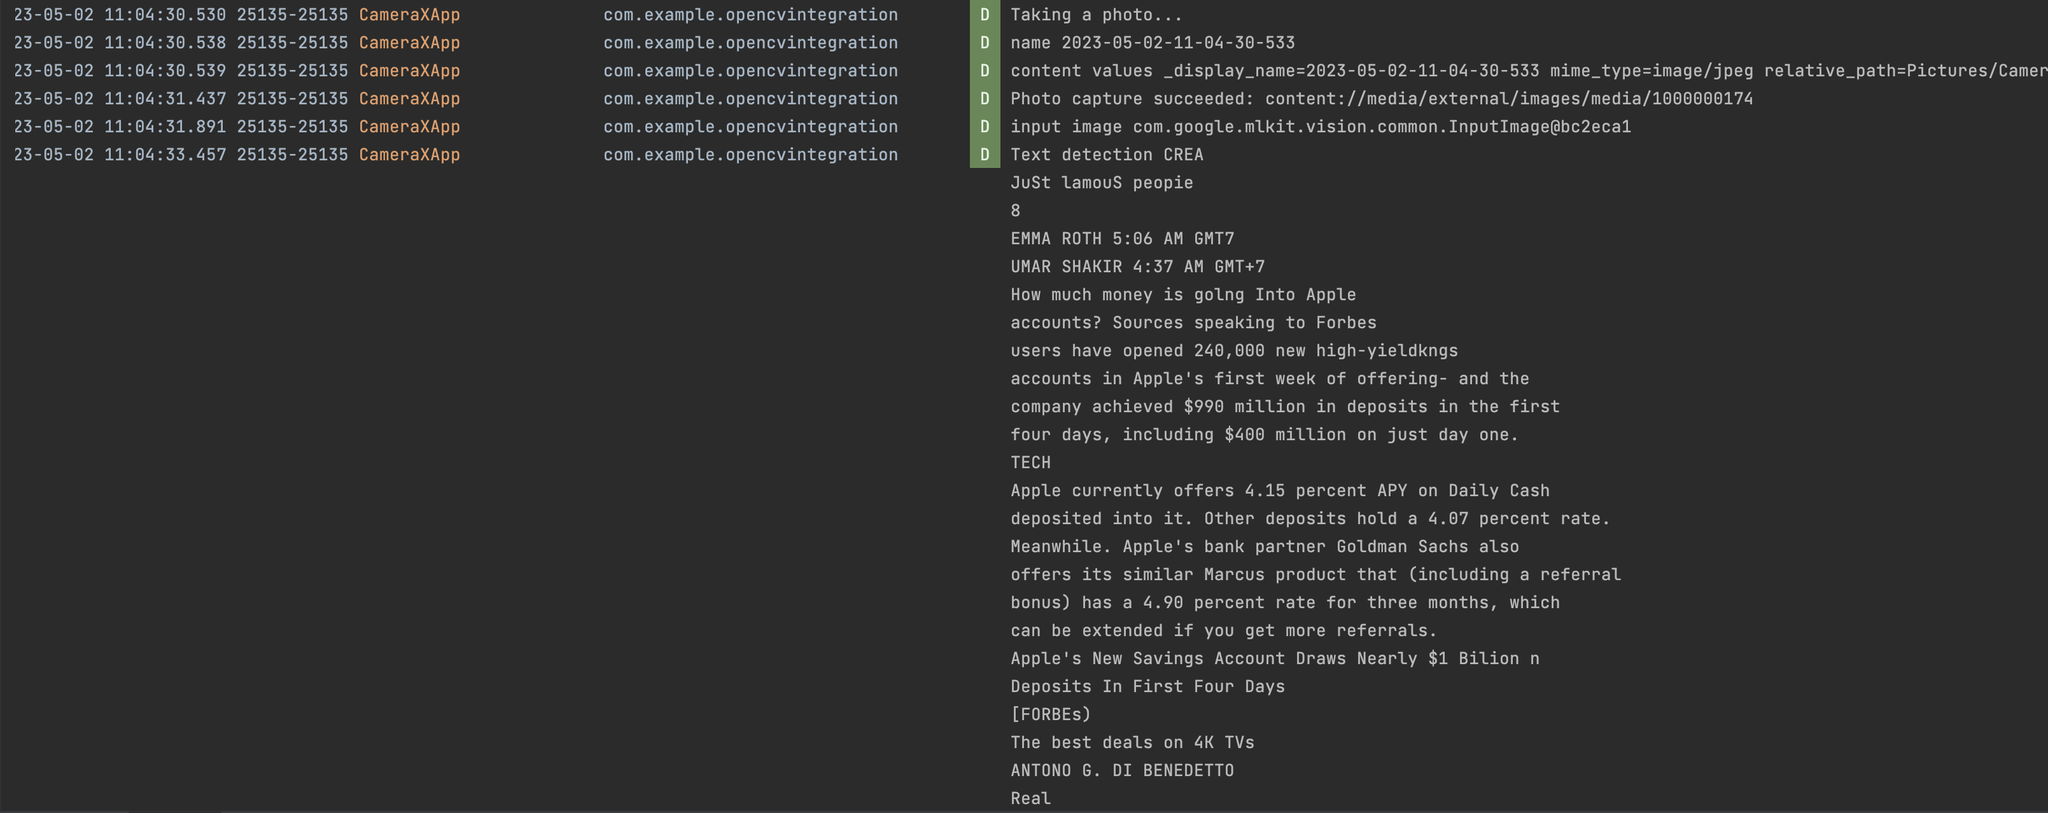 23-05-02 11:04:30.530 25135-25135 CameraXApp com.example.opencvintegration D Taking a photo...
23-05-02 11:04:30.538 25135-25135 CameraXApp com.example.opencvintegration D name 2023-05-02-11-04-30-533
23-05-02 11:04:30.539 25135-25135 CameraXApp com.example.opencvintegration D content values _display_name=2023-05-02-11-04-30-533 mime_type=image/jpeg relative_path=Pictures/Camer
23-05-02 11:04:31.437 25135-25135 CameraXApp com.example.opencvintegration D Photo capture succeeded: content://media/external/images/media/1000000174
23-05-02 11:04:31.891 25135-25135 CameraXApp com.example.opencvintegration D input image com.google.mlkit.vision.common.InputImage@bc2eca1
23-05-02 11:04:33.457 25135-25135 CameraXApp com.example.opencvintegration D Text detection CREA
JuSt lamouS peopie
8
EMMA ROTH 5:06 AM GMT7
UMAR SHAKIR 4:37 AM GMT+7
How much money is golng Into Apple
accounts? Sources speaking to Forbes
users have opened 240,000 new high-yieldkngs
accounts in Apple's first week of offering- and the
company achieved $990 million in deposits in the first
four days, including $400 million on just day one.
TECH
Apple currently offers 4.15 percent APY on Daily Cash
deposited into it. Other deposits hold a 4.07 percent rate.
Meanwhile. Apple's bank partner Goldman Sachs also
offers its similar Marcus product that (including a referral
bonus) has a 4.90 percent rate for three months, which
can be extended if you get more referrals.
Apple's New Savings Account Draws Nearly $1 Bilion n
Deposits In First Four Days
[FORBEs)
The best deals on 4K TVs
ANTONO G. DI BENEDETTO
Real